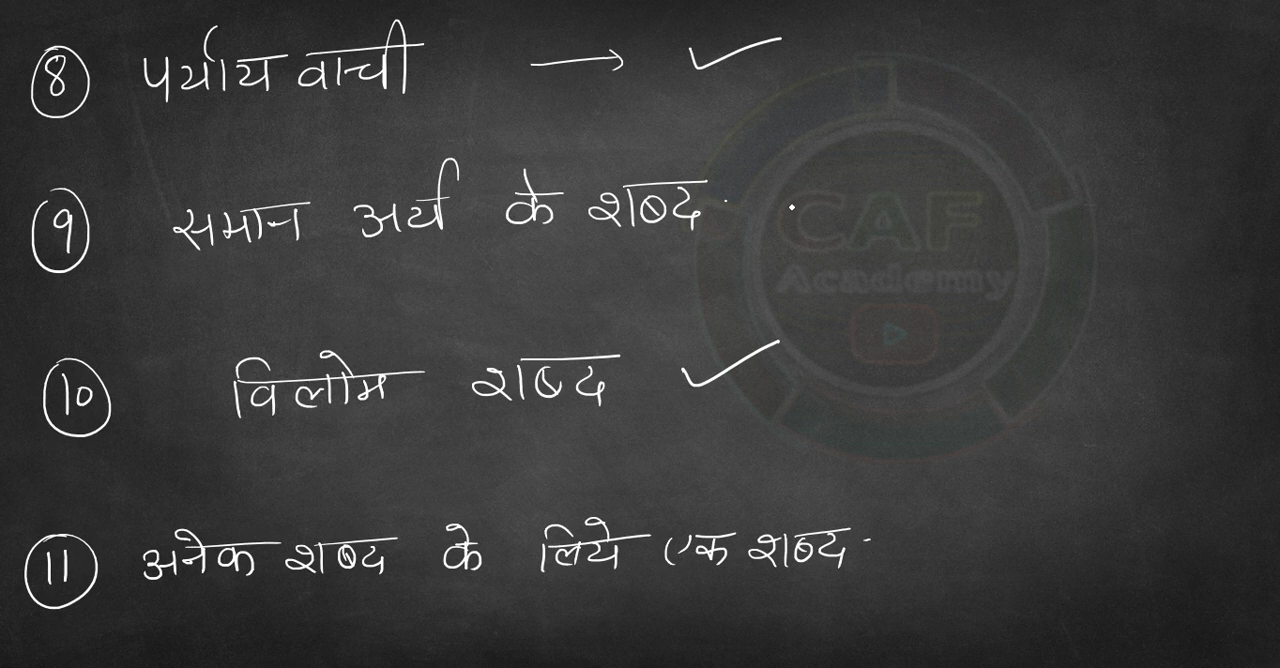 8 पर्यायवाची → ✓
9 समान अर्थ के शब्द
10 विलोम शब्द ✓
11 अनेक शब्द के लिये एक शब्द
CAF
Academy